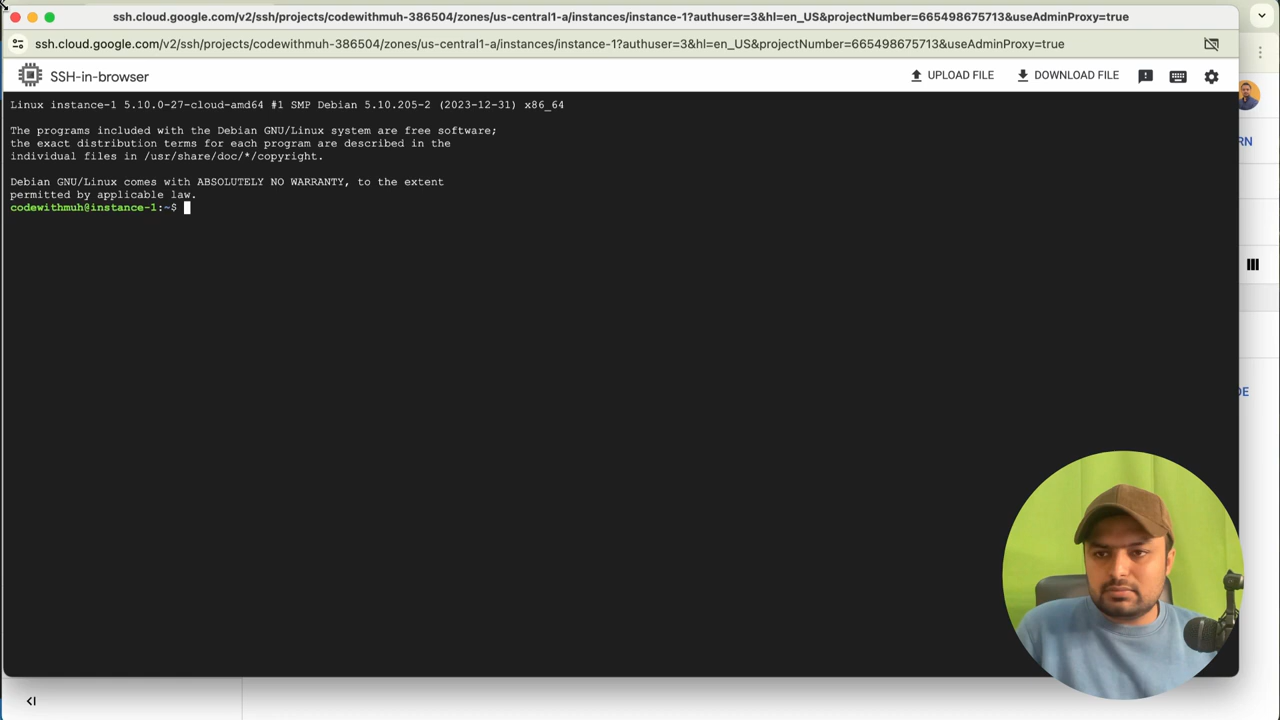 ssh.cloud.google.com/v2/ssh/projects/codewithmuh-386504/zones/us-central1-a/instances/instance-1?authuser=3&hl=en_US&projectNumber=665498675713&useAdminProxy=true
ssh.cloud.google.com/v2/ssh/projects/codewithmuh-386504/zones/us-central1-a/instances/instance-1?authuser=3&hl=en_US&projectNumber=665498675713&useAdminProxy=true
SSH-in-browser
UPLOAD FILE
DOWNLOAD FILE
Linux instance-1 5.10.0-27-cloud-amd64 #1 SMP Debian 5.10.205-2 (2023-12-31) x86_64
The programs included with the Debian GNU/Linux system are free software;
the exact distribution terms for each program are described in the
individual files in /usr/share/doc/*/copyright.
Debian GNU/Linux comes with ABSOLUTELY NO WARRANTY, to the extent
permitted by applicable law.
codewithmuh@instance-1:~$